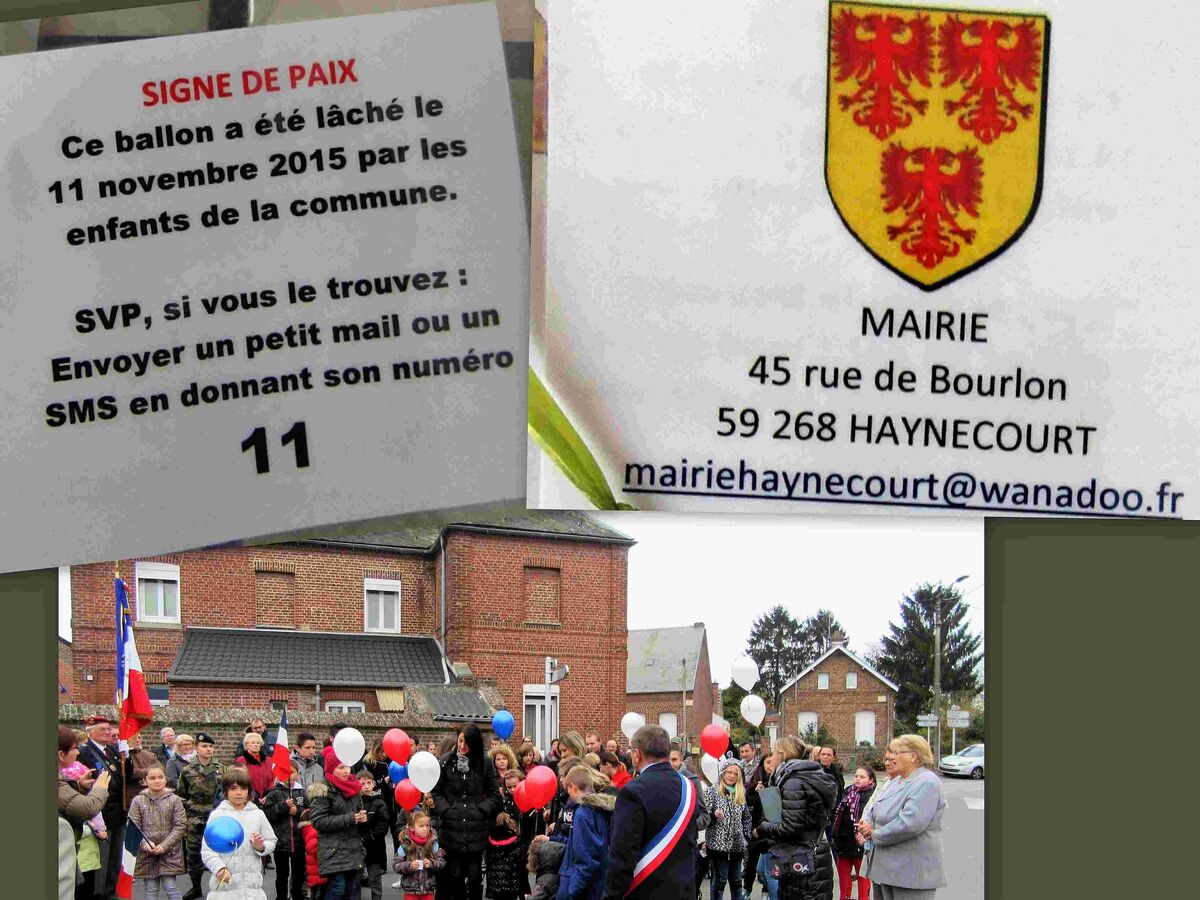 SIGNE DE PAIX
Ce ballon a été lâché le
11 novembre 2015 par les
enfants de la commune.
SVP, si vous le trouvez :
Envoyer un petit mail ou un
SMS en donnant son numéro
11
MAIRIE
45 rue de Bourlon
59 268 HAYNECOURT
mairiehaynecourt@wanadoo.fr